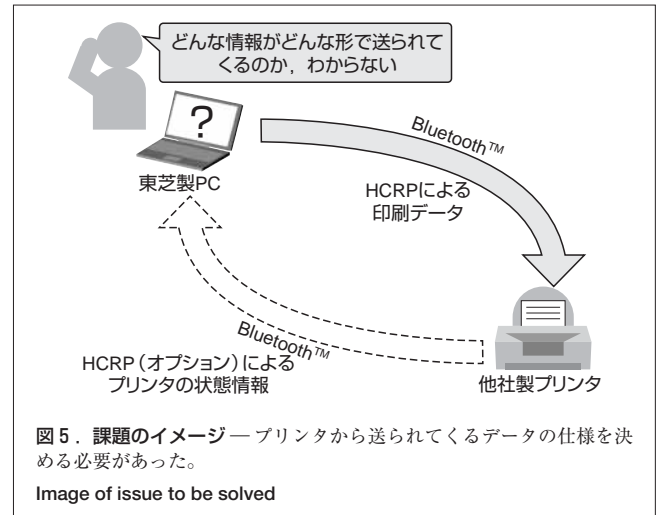 どんな情報がどんな形で送られて
くるのか，わからない
?
東芝製PC
Bluetooth™
HCRPによる
印刷データ
Bluetooth™
HCRP（オプション）による
プリンタの状態情報
他社製プリンタ
図5．課題のイメージ — プリンタから送られてくるデータの仕様を決
める必要があった。
Image of issue to be solved